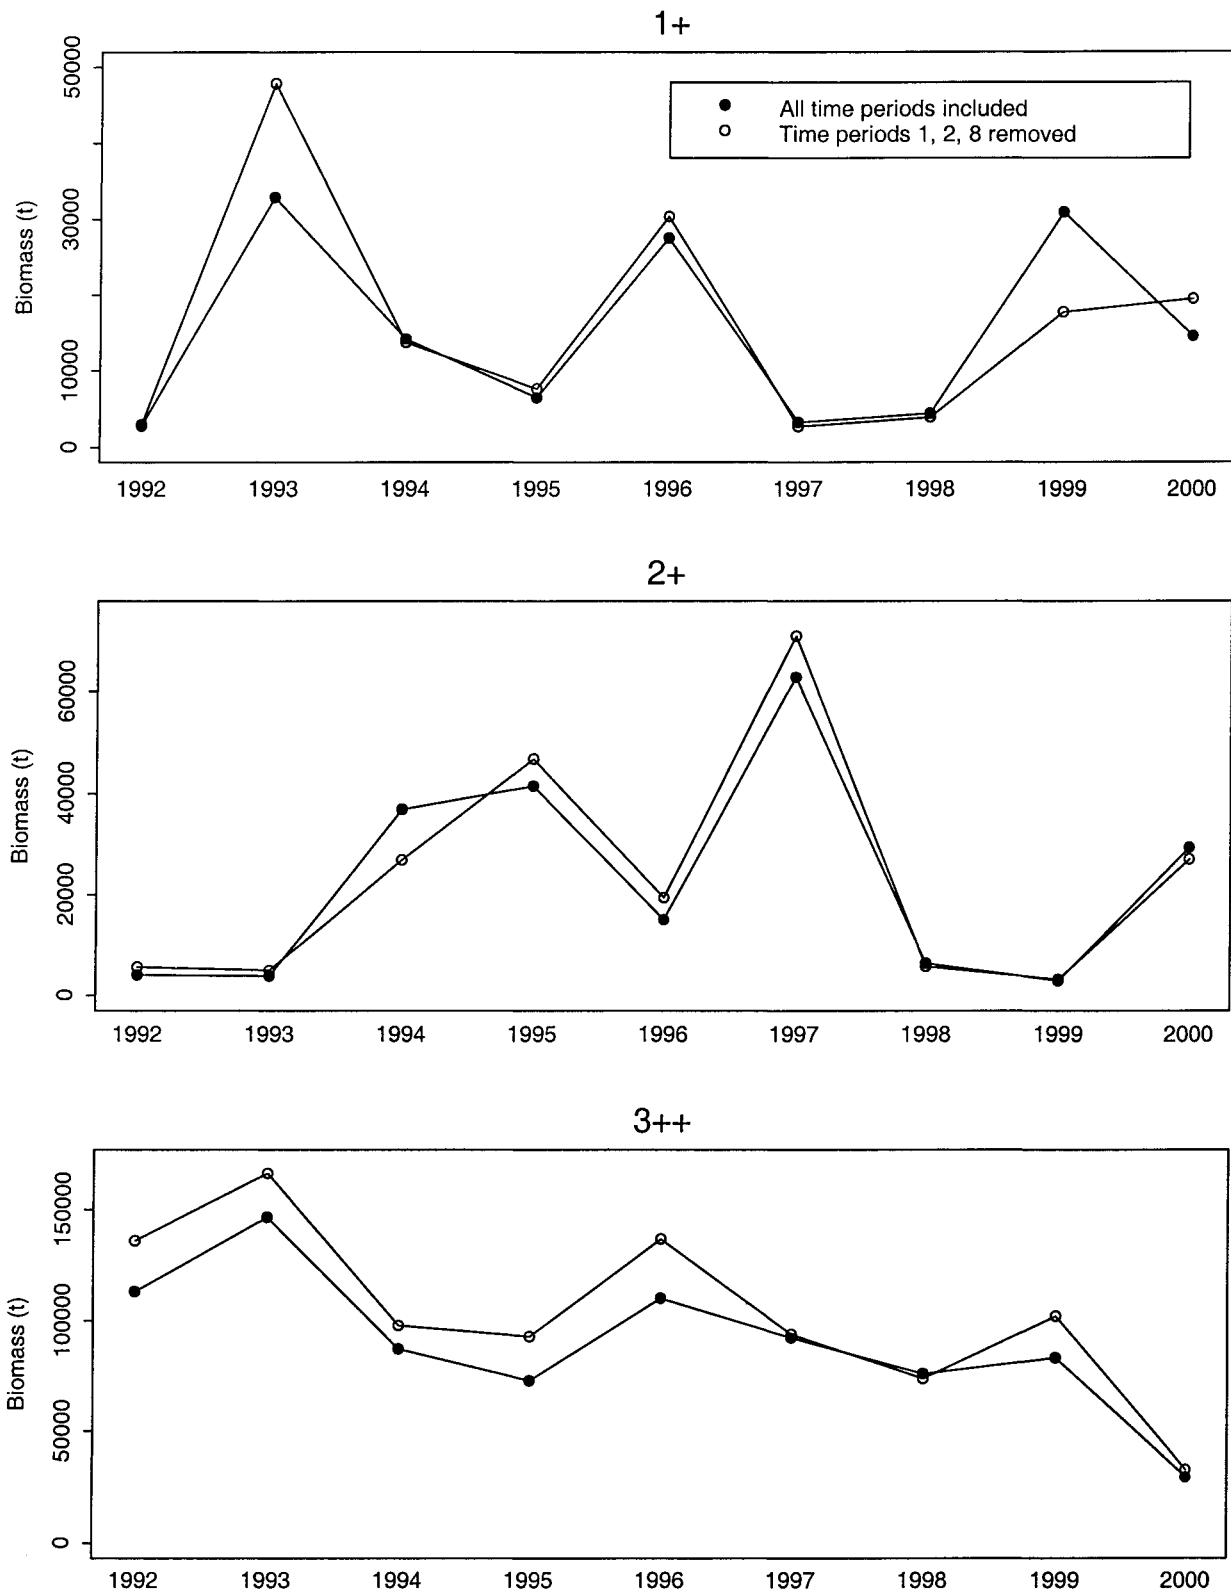 1+
50000
30000
10000
0
Biomass (t)
All time periods included
Time periods 1, 2, 8 removed
1992 1993 1994 1995 1996 1997 1998 1999 2000
2+
60000
40000
20000
0
Biomass (t)
1992 1993 1994 1995 1996 1997 1998 1999 2000
3++
150000
100000
50000
0
Biomass (t)
1992 1993 1994 1995 1996 1997 1998 1999 2000